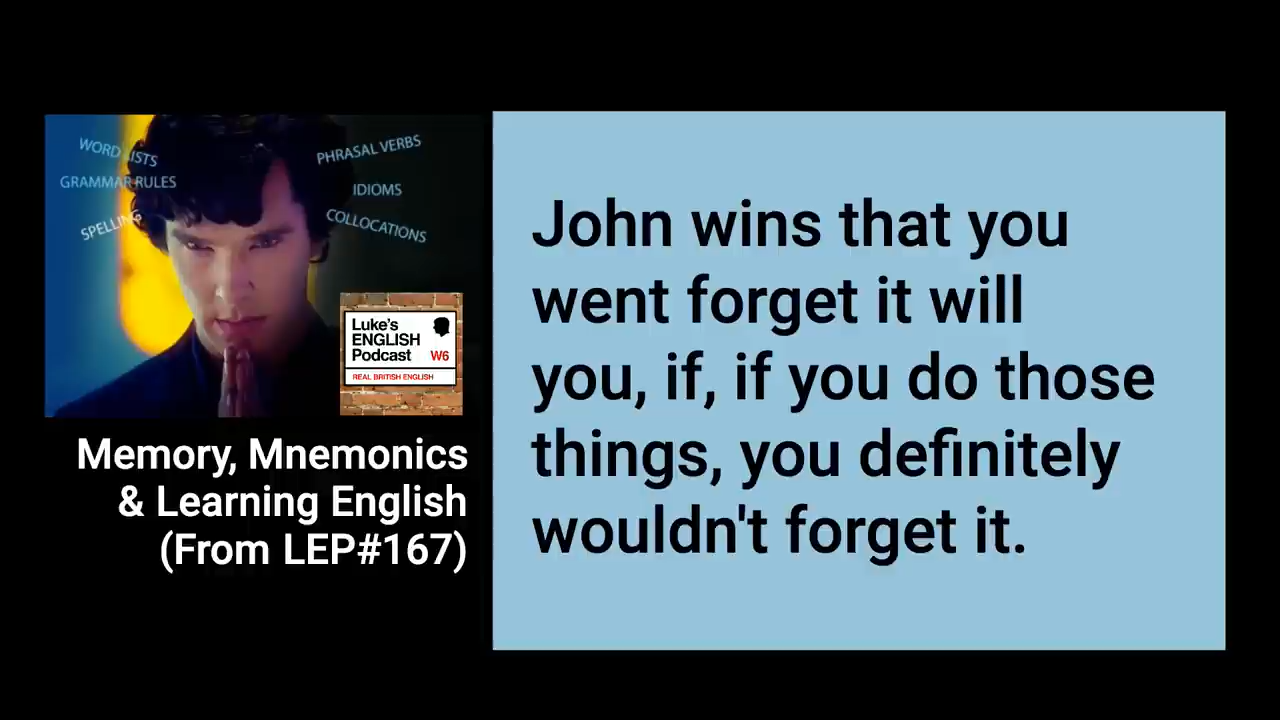 WORD LISTS
GRAMMAR RULES
SPELLING
PHRASAL VERBS
IDIOMS
COLLOCATIONS
Luke's
ENGLISH
Podcast
W6
REAL BRITISH ENGLISH
Memory, Mnemonics
& Learning English
(From LEP#167)
John wins that you
went forget it will
you, if, if you do those
things, you definitely
wouldn't forget it.